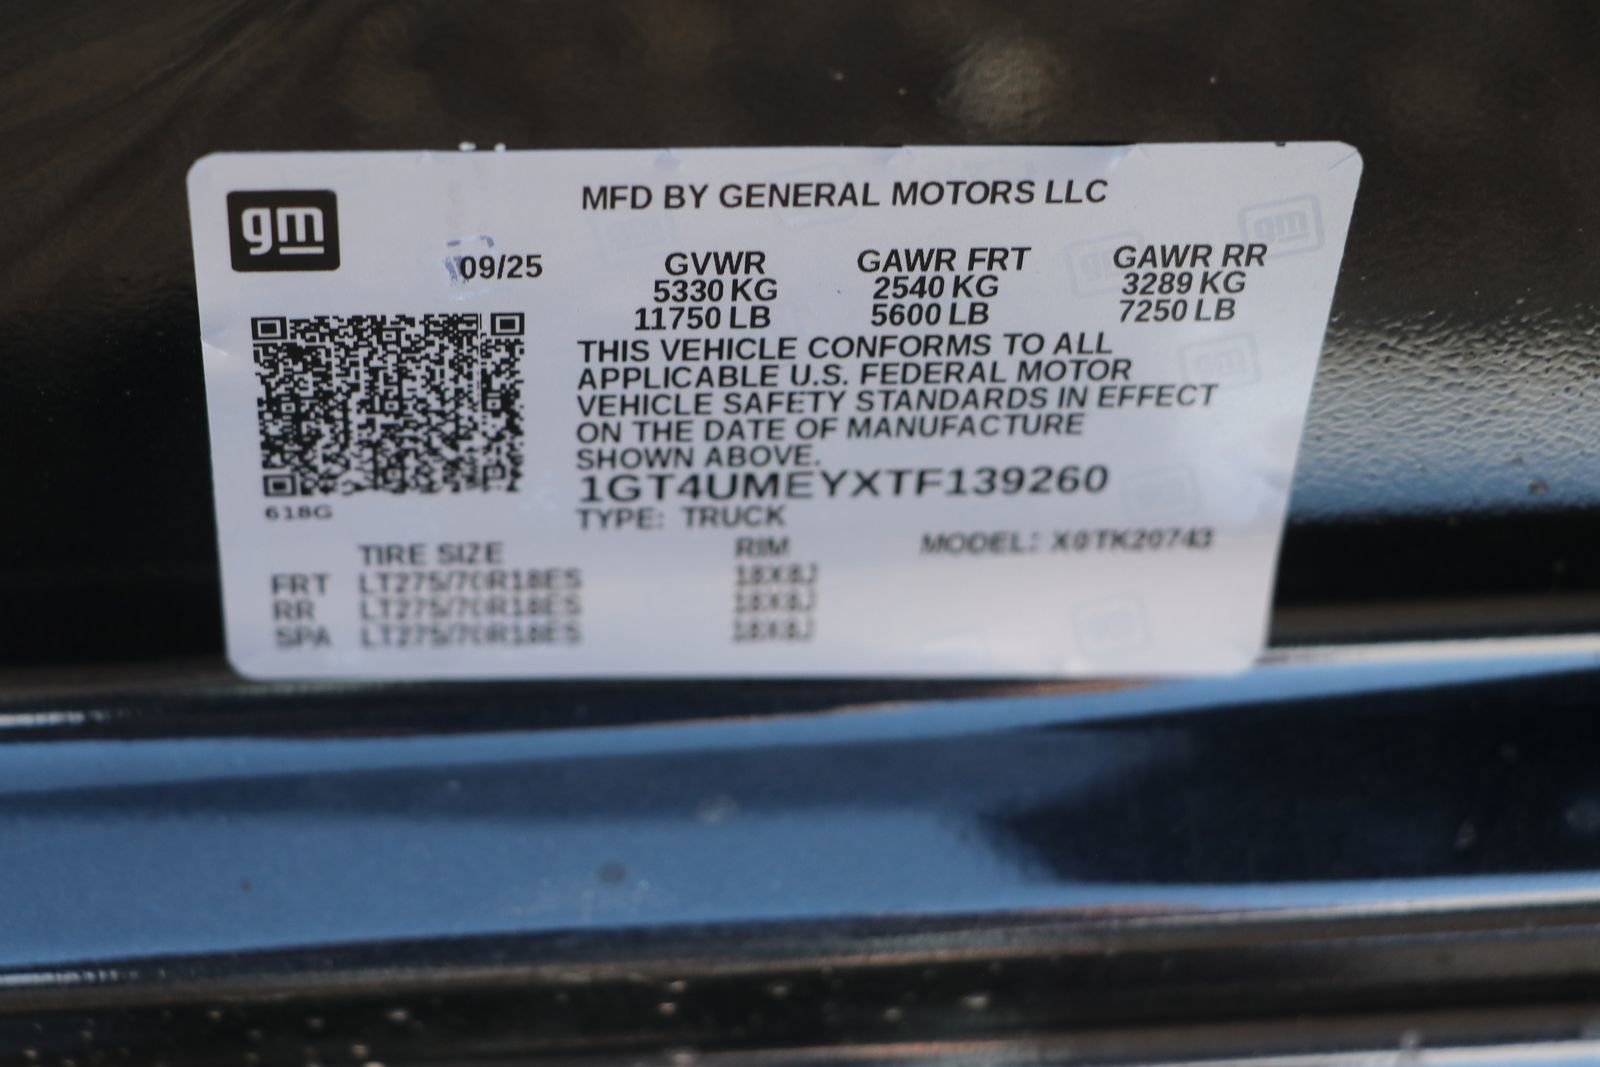 gm
MFD BY GENERAL MOTORS LLC
09/25
GVWR GAWR FRT GAWR RR
5330 KG 2540 KG 3289 KG
11750 LB 5600 LB 7250 LB
THIS VEHICLE CONFORMS TO ALL
APPLICABLE U.S. FEDERAL MOTOR
VEHICLE SAFETY STANDARDS IN EFFECT
ON THE DATE OF MANUFACTURE
SHOWN ABOVE.
1GT4UMEYXTF139260
618G
TYPE: TRUCK
TIRE SIZE RIM MODEL: X0TK20743
FRT LT275/70R18ES 18X8J
RR LT275/70R18ES 18X8J
SPA LT275/70R18ES 18X8J